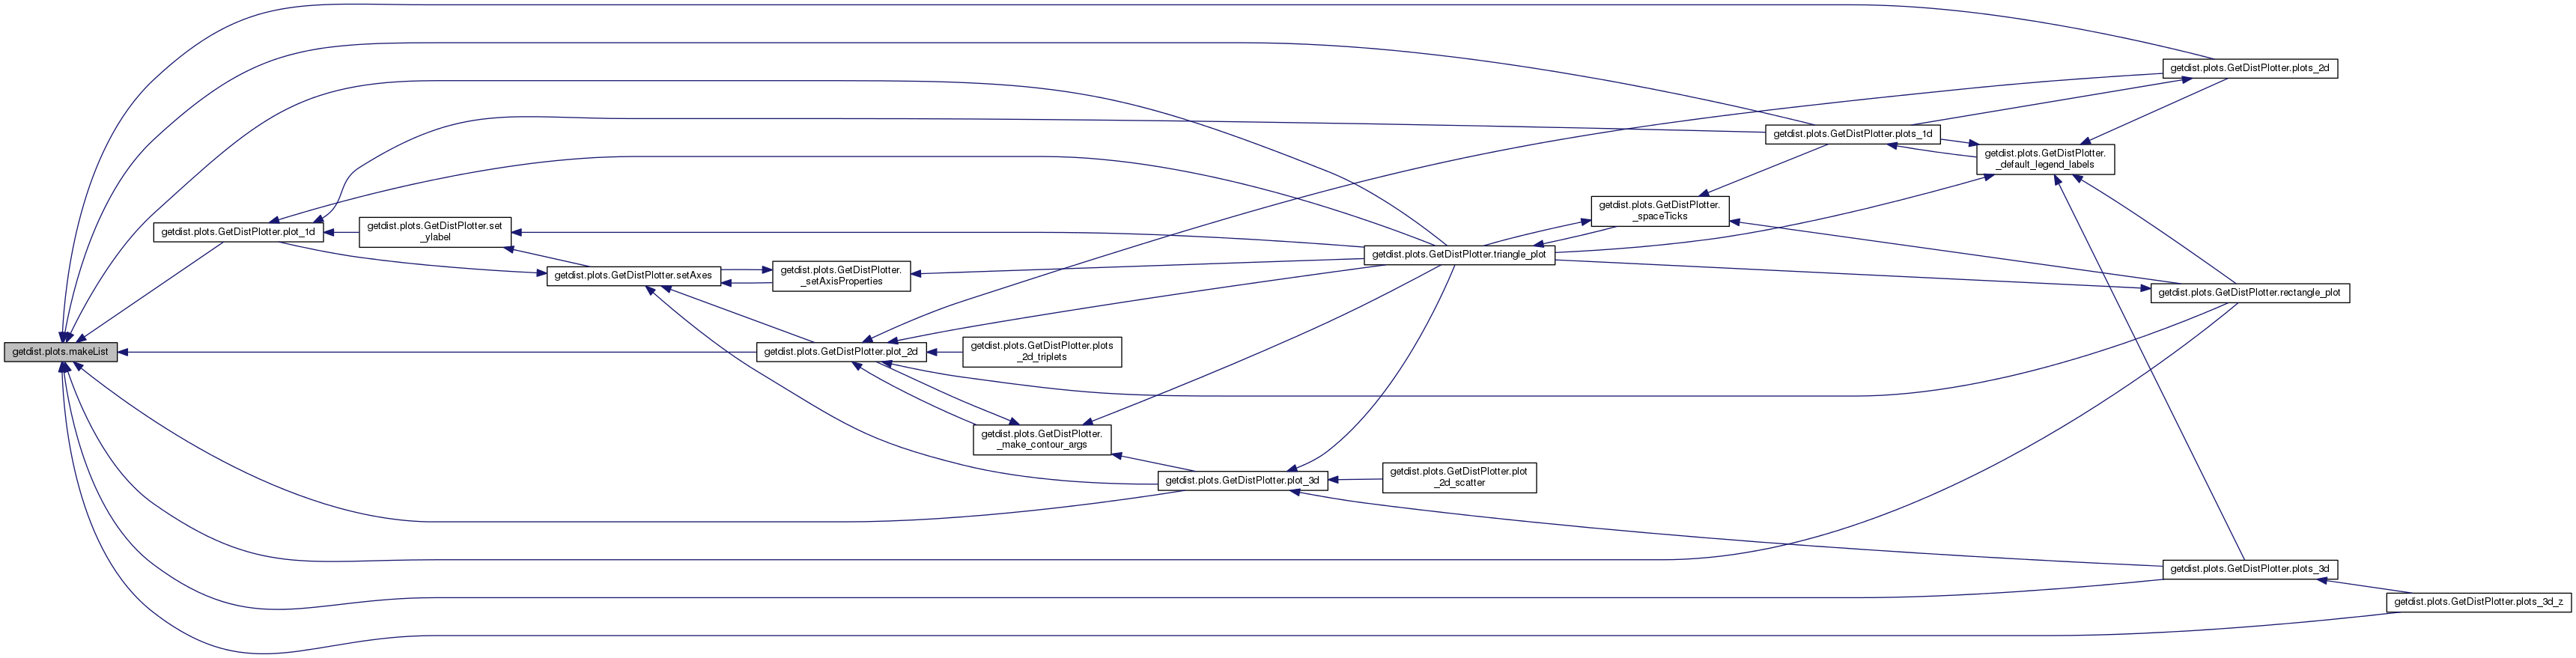 getdist.plots.GetDistPlotter.plots_2d
getdist.plots.GetDistPlotter.plots_1d
getdist.plots.GetDistPlotter.
_default_legend_labels
getdist.plots.GetDistPlotter.
_spaceTicks
getdist.plots.GetDistPlotter.plot_1d
getdist.plots.GetDistPlotter.set
_ylabel
getdist.plots.GetDistPlotter.triangle_plot
getdist.plots.GetDistPlotter.setAxes
getdist.plots.GetDistPlotter.
_setAxisProperties
getdist.plots.GetDistPlotter.rectangle_plot
getdist.plots.makeList
getdist.plots.GetDistPlotter.plot_2d
getdist.plots.GetDistPlotter.plots
_2d_triplets
getdist.plots.GetDistPlotter.
_make_contour_args
getdist.plots.GetDistPlotter.plot_3d
getdist.plots.GetDistPlotter.plot
_2d_scatter
getdist.plots.GetDistPlotter.plots_3d
getdist.plots.GetDistPlotter.plots_3d_z